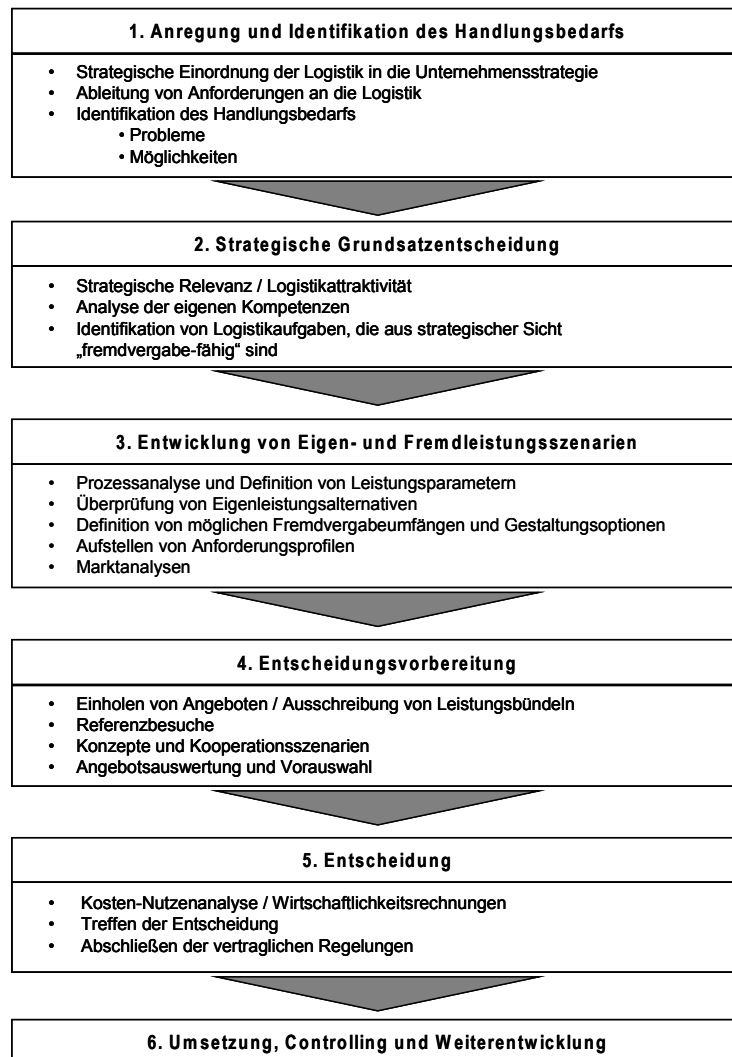 1. Anregung und Identifikation des Handlungsbedarfs
• Strategische Einordnung der Logistik in die Unternehmensstrategie
• Ableitung von Anforderungen an die Logistik
• Identifikation des Handlungsbedarfs
• Probleme
• Möglichkeiten
2. Strategische Grundsatzentscheidung
• Strategische Relevanz / Logistikattraktivität
• Analyse der eigenen Kompetenzen
• Identifikation von Logistikaufgaben, die aus strategischer Sicht
„fremdvergabe-fähig“ sind
3. Entwicklung von Eigen- und Fremdleistungsszenarien
• Prozessanalyse und Definition von Leistungsparametern
• Überprüfung von Eigenleistungsalternativen
• Definition von möglichen Fremdvergabeumfängen und Gestaltungsoptionen
• Aufstellen von Anforderungsprofilen
• Marktanalysen
4. Entscheidungsvorbereitung
• Einholen von Angeboten / Ausschreibung von Leistungsbündeln
• Referenzbesuche
• Konzepte und Kooperationsszenarien
• Angebotsauswertung und Vorauswahl
5. Entscheidung
• Kosten-Nutzenanalyse / Wirtschaftlichkeitsrechnungen
• Treffen der Entscheidung
• Abschließen der vertraglichen Regelungen
6. Umsetzung, Controlling und Weiterentwicklung